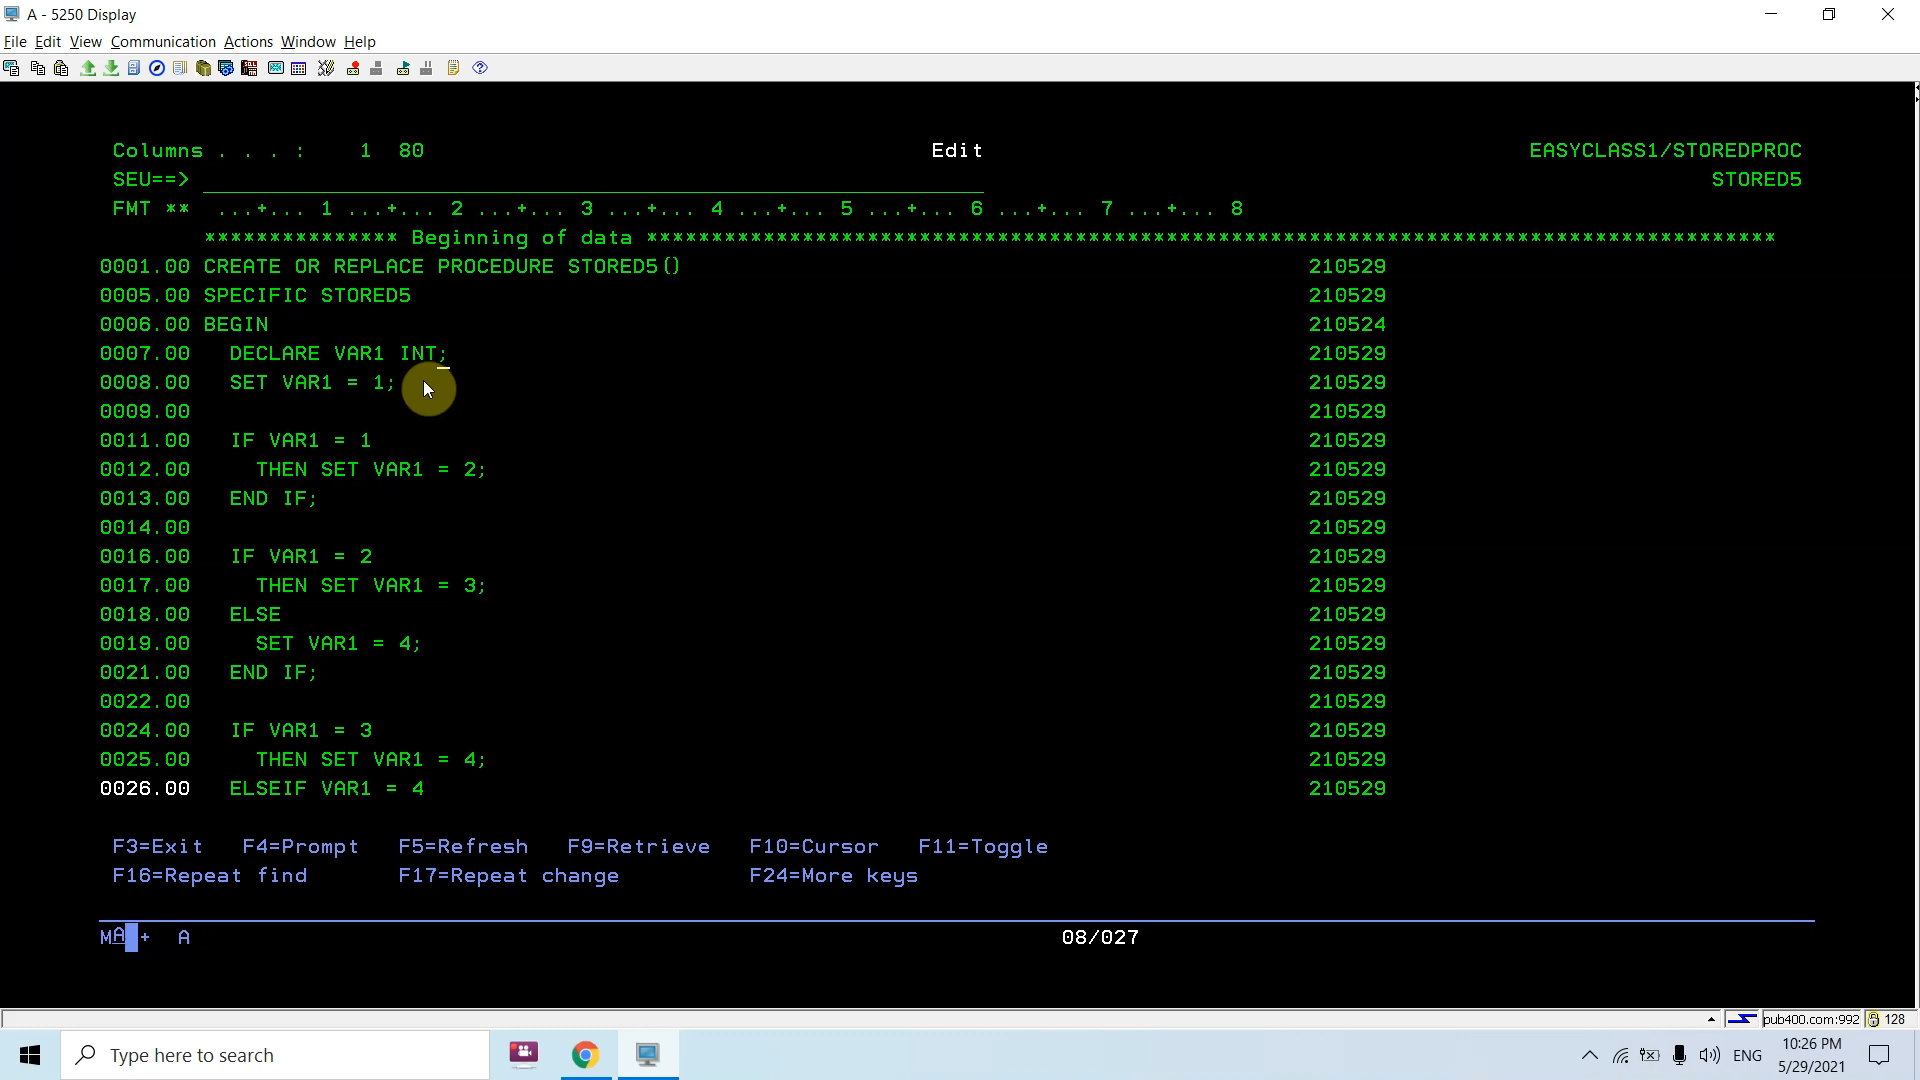 A - 5250 Display
File Edit View Communication Actions Window Help
Columns . . . :    1  80                                       Edit                                          EASYCLASS1/STOREDPROC
SEU==>                                                                                                                     STORED5
FMT **  ...+... 1 ...+... 2 ...+... 3 ...+... 4 ...+... 5 ...+... 6 ...+... 7 ...+... 8
*************** Beginning of data ***************************************************************************************
0001.00 CREATE OR REPLACE PROCEDURE STORED5() 210529
0005.00 SPECIFIC STORED5 210529
0006.00 BEGIN 210524
0007.00   DECLARE VAR1 INT; 210529
0008.00   SET VAR1 = 1; 210529
0009.00 210529
0011.00   IF VAR1 = 1 210529
0012.00     THEN SET VAR1 = 2; 210529
0013.00   END IF; 210529
0014.00 210529
0016.00   IF VAR1 = 2 210529
0017.00     THEN SET VAR1 = 3; 210529
0018.00   ELSE 210529
0019.00     SET VAR1 = 4; 210529
0021.00   END IF; 210529
0022.00 210529
0024.00   IF VAR1 = 3 210529
0025.00     THEN SET VAR1 = 4; 210529
0026.00   ELSEIF VAR1 = 4 210529
F3=Exit   F4=Prompt   F5=Refresh   F9=Retrieve   F10=Cursor   F11=Toggle
F16=Repeat find       F17=Repeat change          F24=More keys
MA + A 08/027
pub400.com:992 128
Type here to search ENG 10:26 PM
5/29/2021